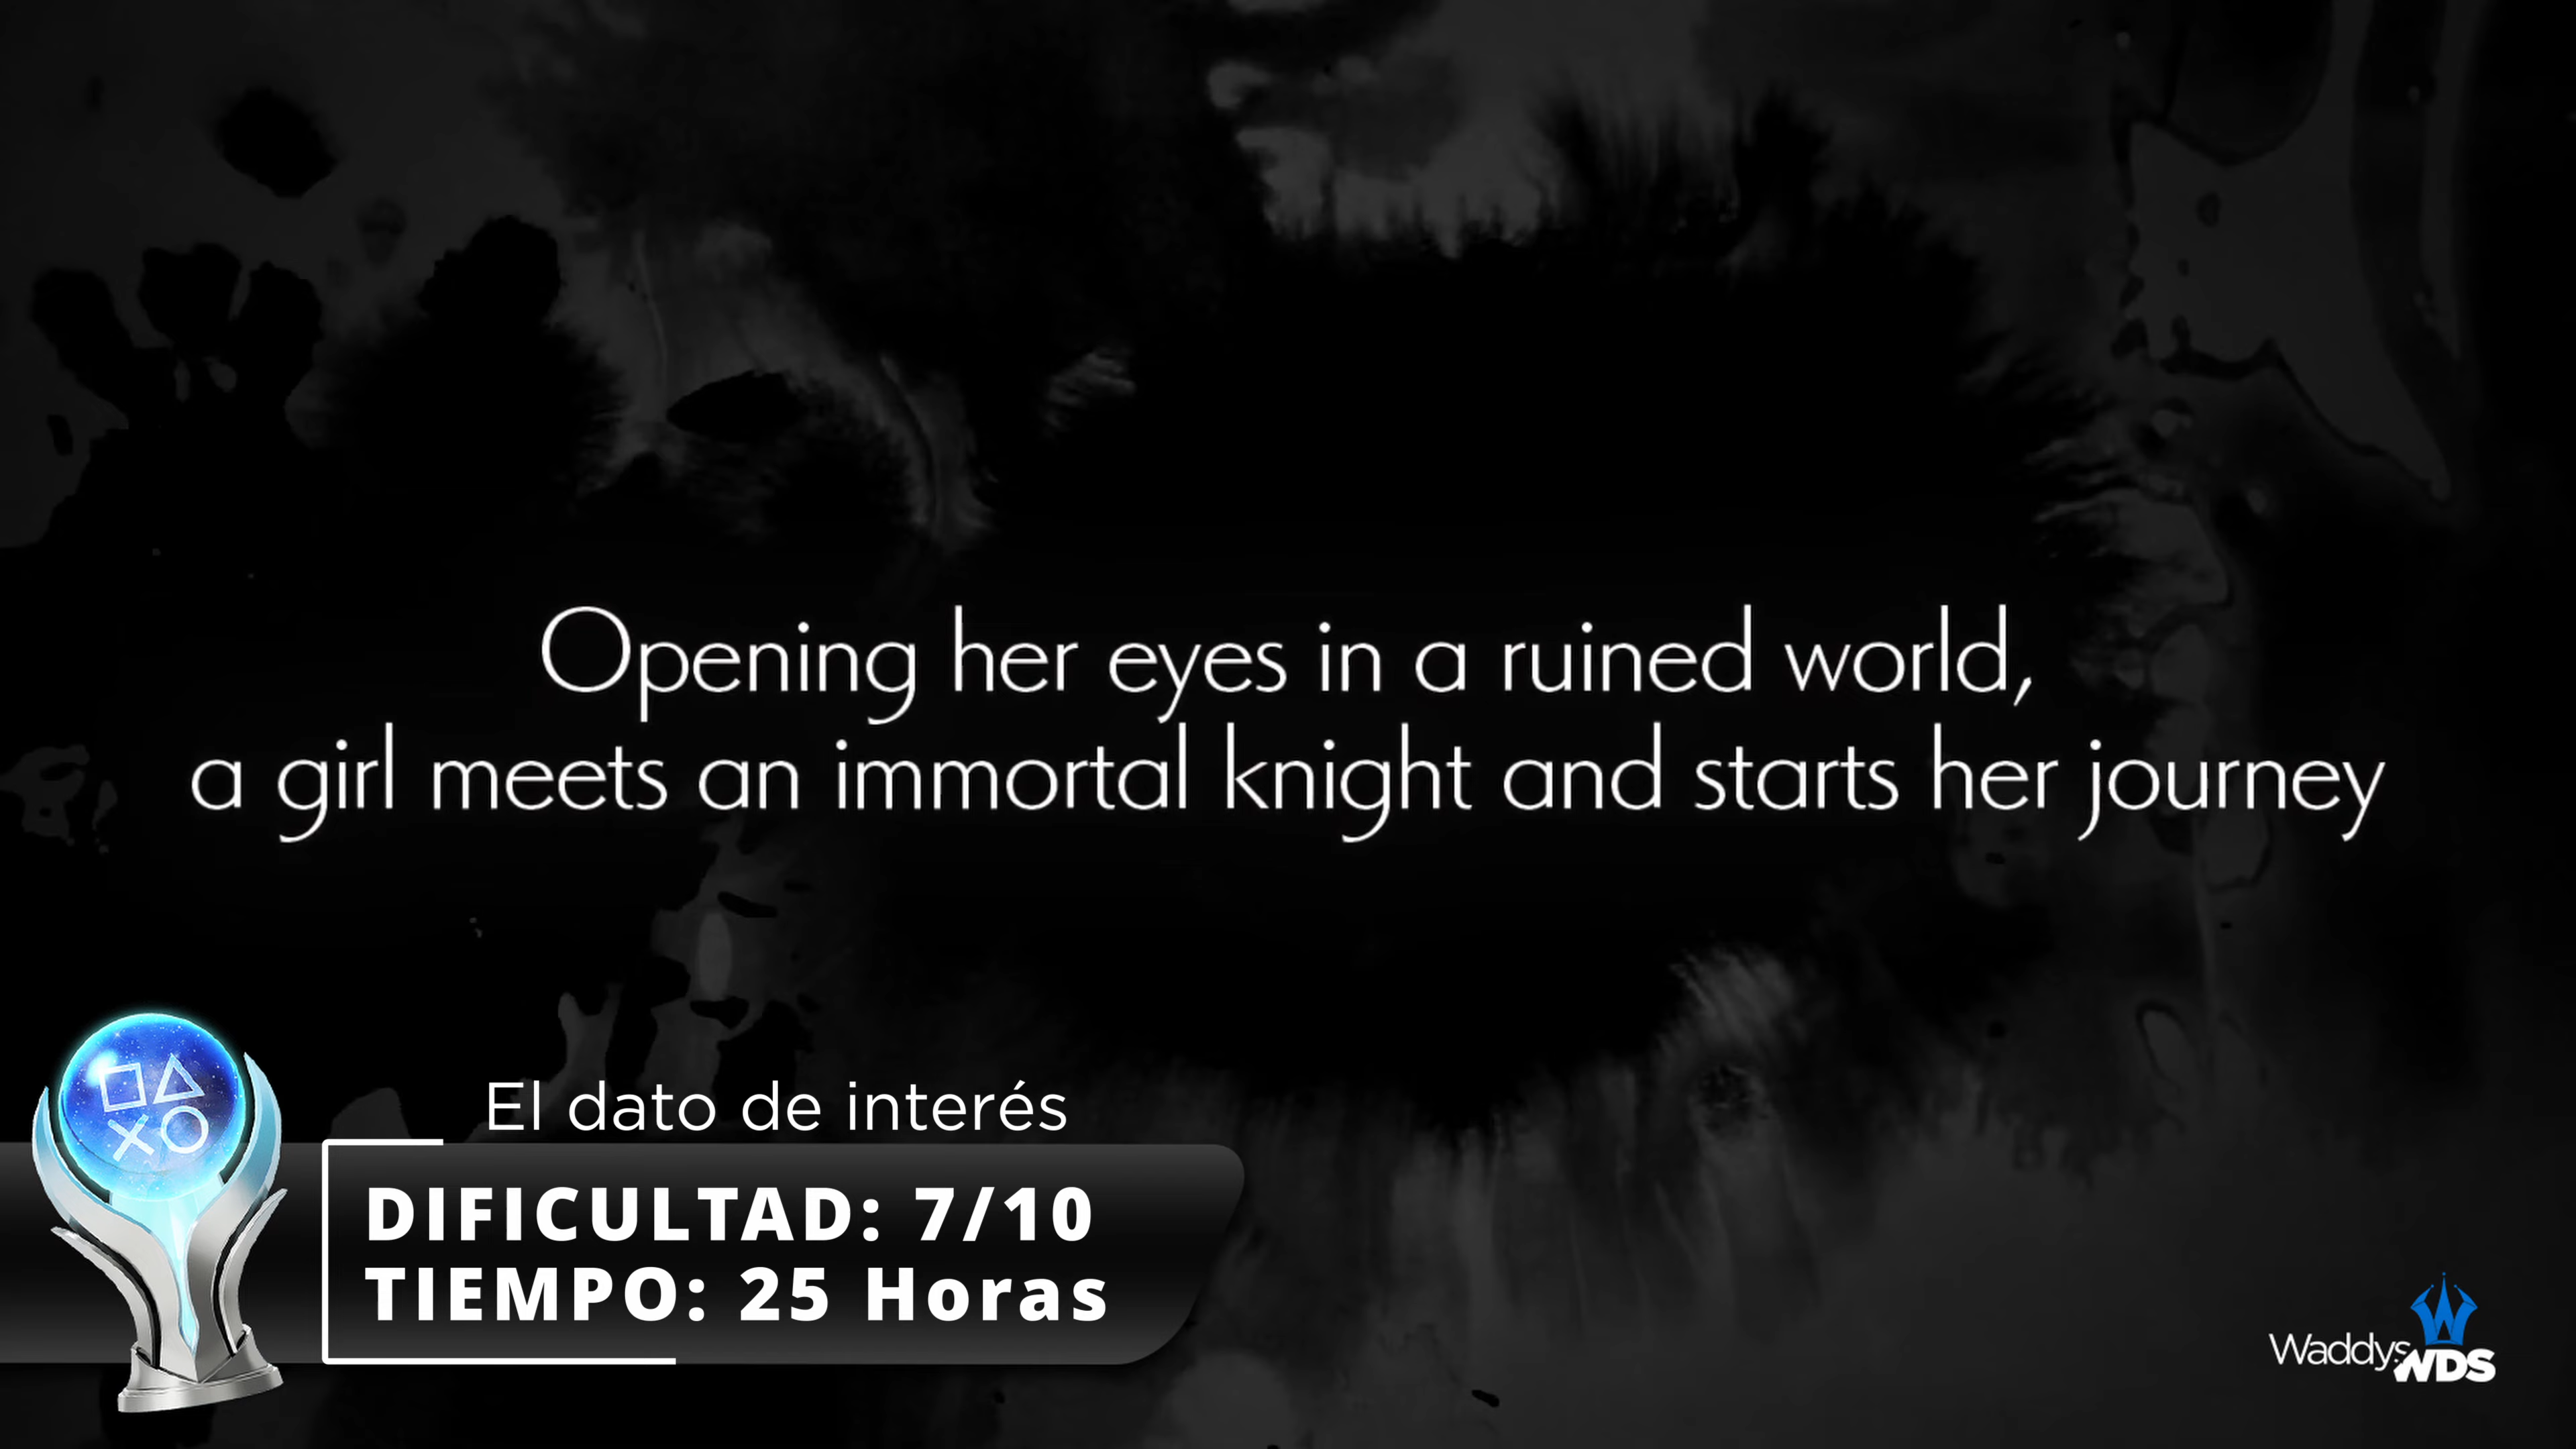 Opening her eyes in a ruined world,
a girl meets an immortal knight and starts her journey
El dato de interés
DIFICULTAD: 7/10
TIEMPO: 25 Horas
Waddys WDS